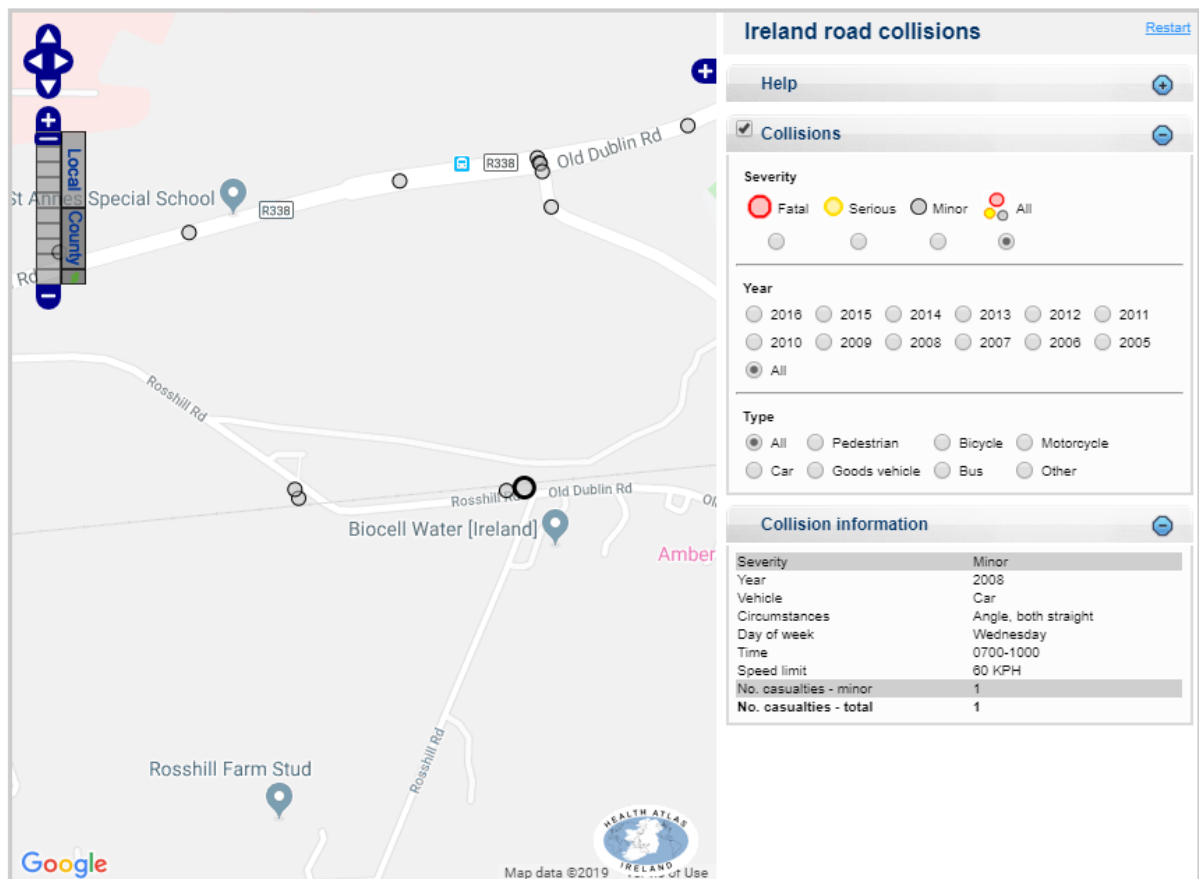 Ireland road collisions
Restart
Help
Collisions
Severity
Fatal Serious Minor All
Year
2016 2015 2014 2013 2012 2011
2010 2009 2008 2007 2006 2005
All
Type
All Pedestrian Bicycle Motorcycle
Car Goods vehicle Bus Other
Collision information
Severity Minor
Year 2008
Vehicle Car
Circumstances Angle, both straight
Day of week Wednesday
Time 0700-1000
Speed limit 60 KPH
No. casualties - minor 1
No. casualties - total 1
Local
County
St Annes Special School
R338
R338
Old Dublin Rd
Rd
Rosshill Rd
Rosshill Rd
Old Dublin Rd
Biocell Water [Ireland]
Amber
Rosshill Rd
Rosshill Farm Stud
HEALTH ATLAS
IRELAND
Google
Map data ©2019
of Use